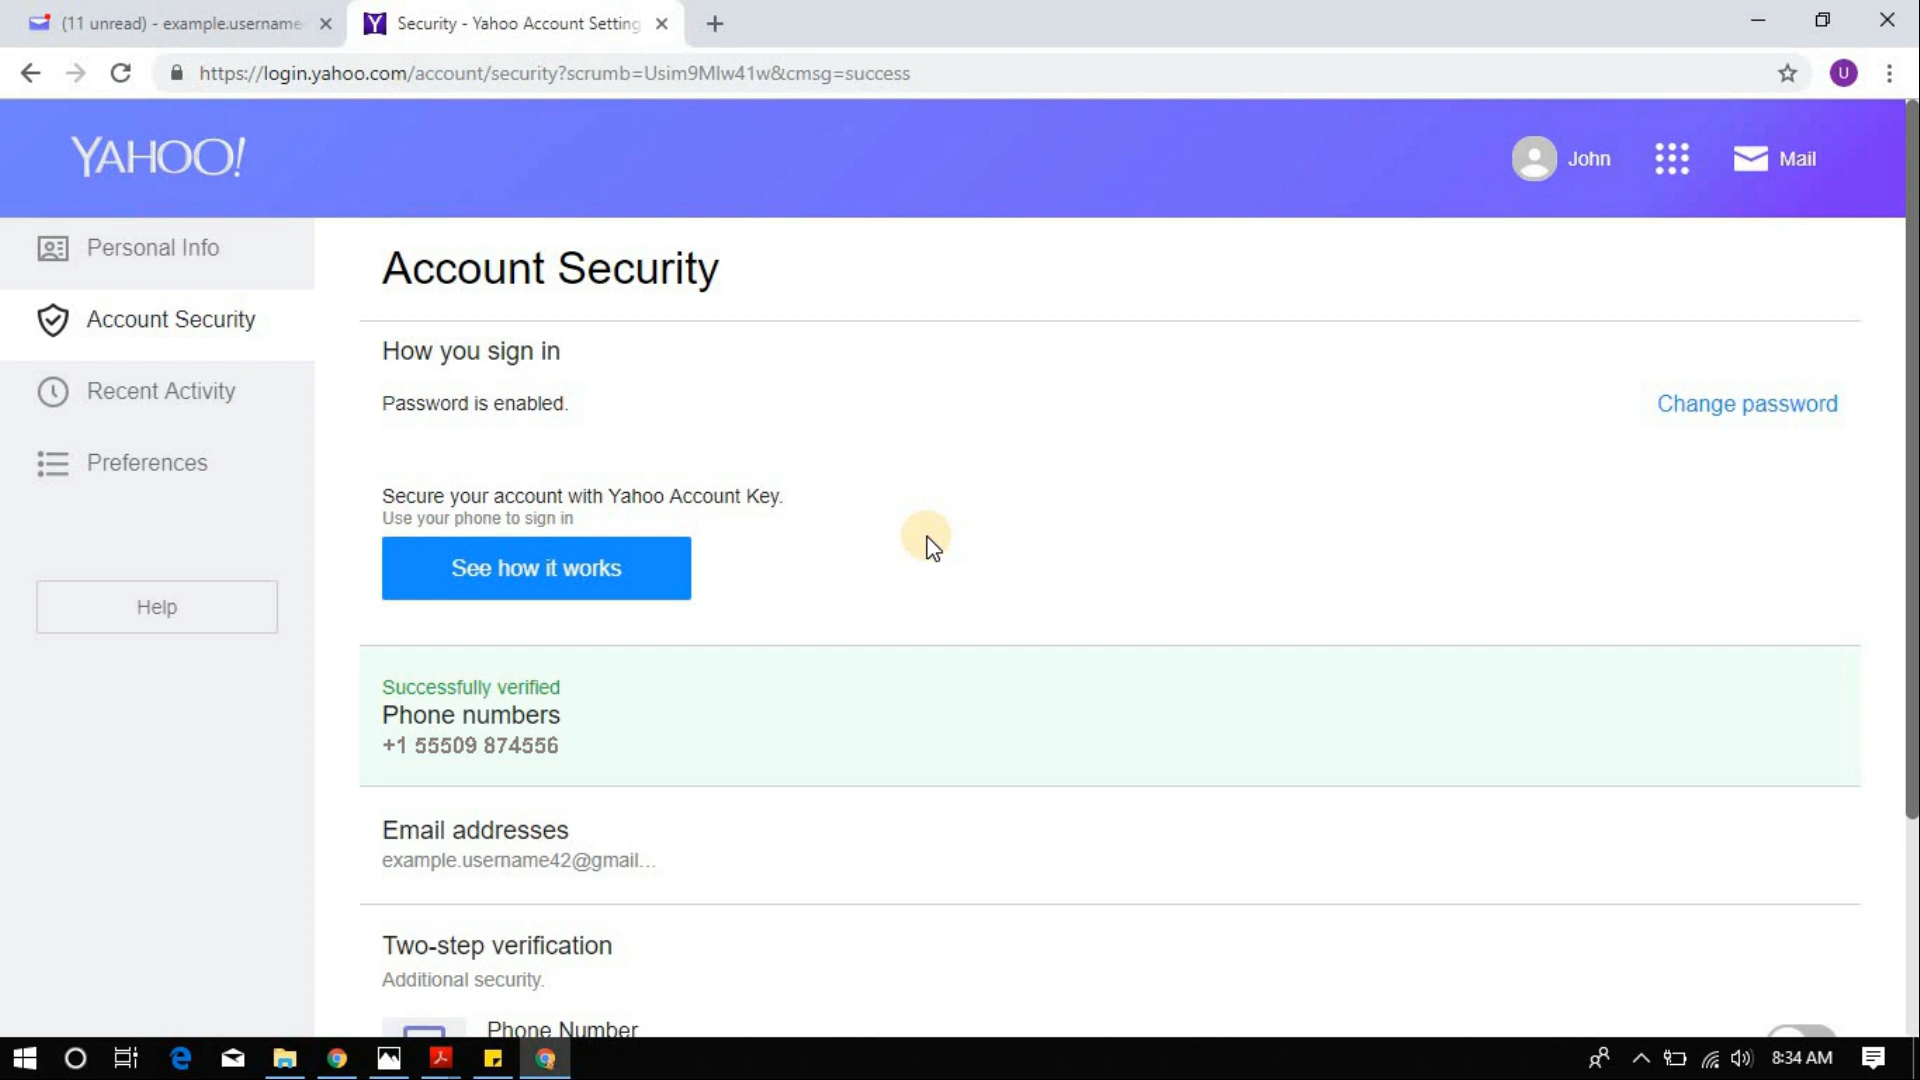 (11 unread) - example.username
Security - Yahoo Account Setting
https://login.yahoo.com/account/security?scrumb=Usim9Mlw41w&cmsg=success
U
YAHOO!
John
Mail
Personal Info
Account Security
Recent Activity
Preferences
Help
Account Security
How you sign in
Password is enabled.
Change password
Secure your account with Yahoo Account Key.
Use your phone to sign in
See how it works
Successfully verified
Phone numbers
+1 55509 874556
Email addresses
example.username42@gmail...
Two-step verification
Additional security.
Phone Number
8:34 AM